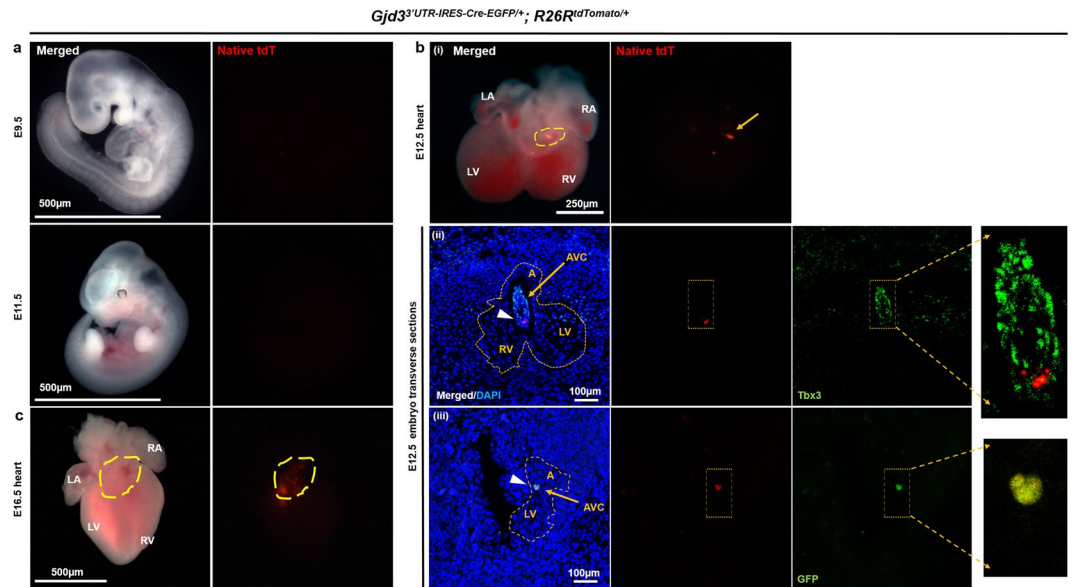 Gjd3 3'UTR-IRES-Cre-EGFP/+; R26R tdTomato/+
a
Merged
Native tdT
E9.5
500µm
E11.5
500µm
c
E16.5 heart
RA
LA
LV
RV
500µm
b
(i)
Merged
Native tdT
E12.5 heart
LA
RA
LV
RV
250µm
E12.5 embryo transverse sections
(ii)
A
AVC
LV
RV
Merged/DAPI
100µm
Tbx3
(iii)
A
AVC
LV
100µm
GFP